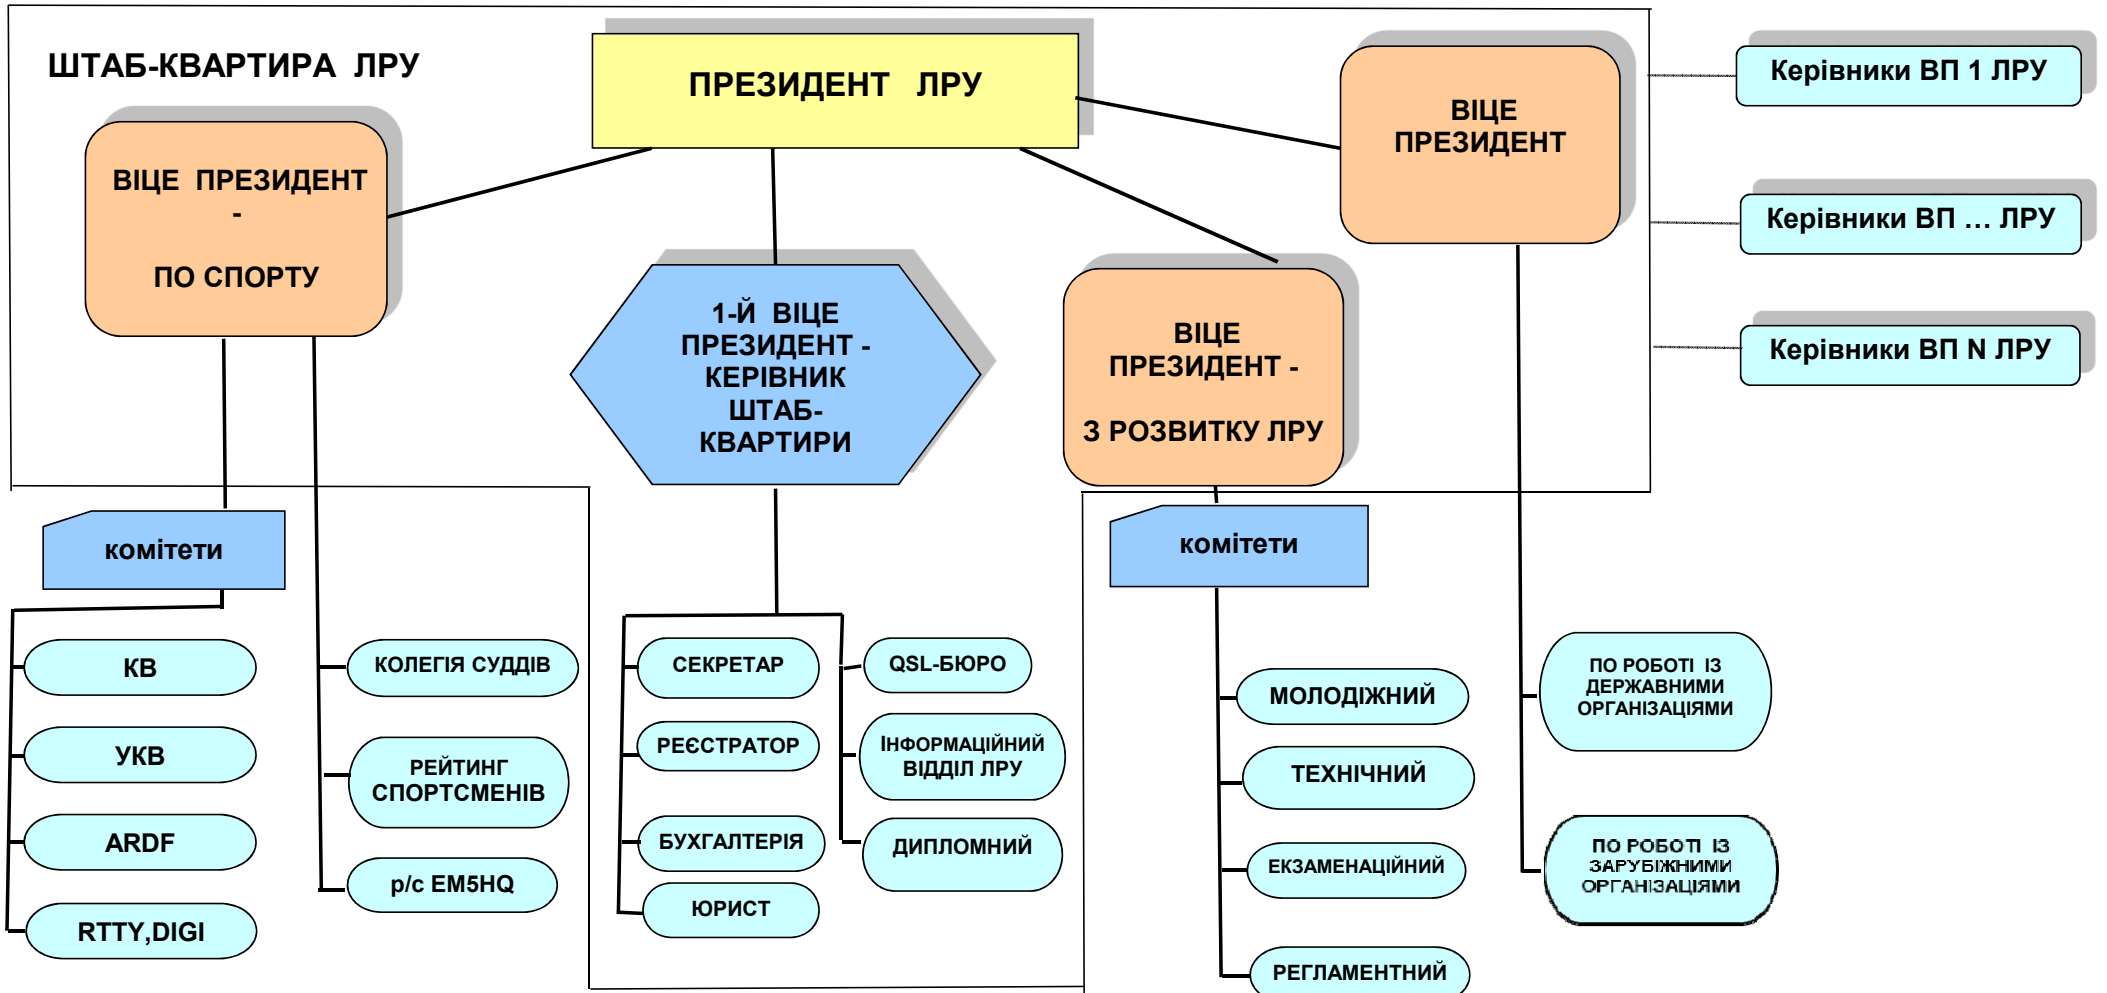 ШТАБ-КВАРТИРА ЛРУ
ПРЕЗИДЕНТ ЛРУ
ВІЦЕ
ПРЕЗИДЕНТ
Керівники ВП 1 ЛРУ
Керівники ВП ... ЛРУ
Керівники ВП N ЛРУ
ВІЦЕ ПРЕЗИДЕНТ
-
ПО СПОРТУ
1-Й ВІЦЕ
ПРЕЗИДЕНТ -
КЕРІВНИК
ШТАБ-
КВАРТИРИ
ВІЦЕ
ПРЕЗИДЕНТ -
З РОЗВИТКУ ЛРУ
комітети
КВ
УКВ
ARDF
RTTY,DIGI
КОЛЕГІЯ СУДДІВ
РЕЙТИНГ
СПОРТСМЕНІВ
р/с EM5HQ
СЕКРЕТАР
РЕЄСТРАТОР
БУХГАЛТЕРІЯ
ЮРИСТ
QSL-БЮРО
ІНФОРМАЦІЙНИЙ
ВІДДІЛ ЛРУ
ДИПЛОМНИЙ
комітети
МОЛОДІЖНИЙ
ТЕХНІЧНИЙ
ЕКЗАМЕНАЦІЙНИЙ
РЕГЛАМЕНТНИЙ
ПО РОБОТІ ІЗ
ДЕРЖАВНИМИ
ОРГАНІЗАЦІЯМИ
ПО РОБОТІ ІЗ
ЗАРУБІЖНИМИ
ОРГАНІЗАЦІЯМИ